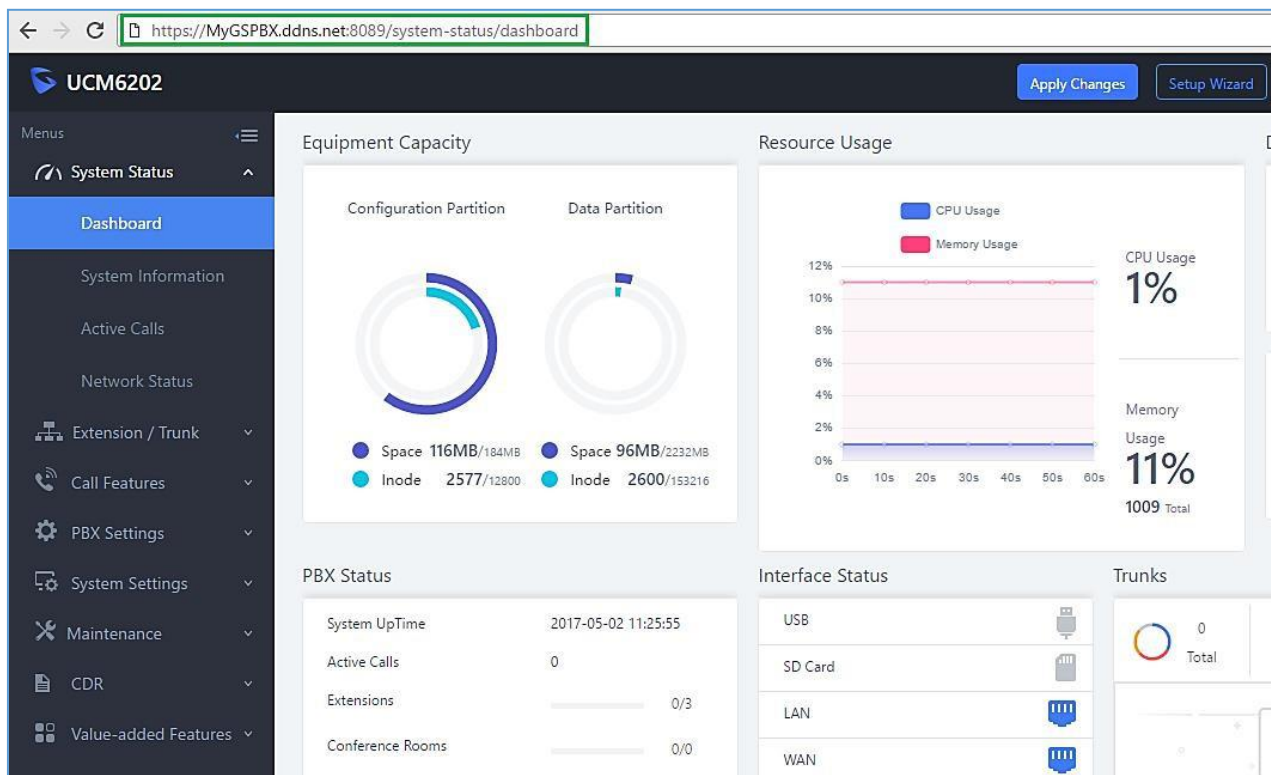 https://MyGSPBX.ddns.net:8089/system-status/dashboard
UCM6202
Apply Changes
Setup Wizard
Menus
System Status
Dashboard
System Information
Active Calls
Network Status
Extension / Trunk
Call Features
PBX Settings
System Settings
Maintenance
CDR
Value-added Features
Equipment Capacity
Configuration Partition
Data Partition
Space 116MB/184MB
Inode 2577/12800
Space 96MB/2232MB
Inode 2600/153216
Resource Usage
CPU Usage
Memory Usage
12%
10%
8%
6%
4%
2%
0%
0s 10s 20s 30s 40s 50s 60s
CPU Usage
1%
Memory
Usage
11%
1009 Total
PBX Status
System UpTime 2017-05-02 11:25:55
Active Calls 0
Extensions 0/3
Conference Rooms 0/0
Interface Status
USB
SD Card
LAN
WAN
Trunks
0
Total